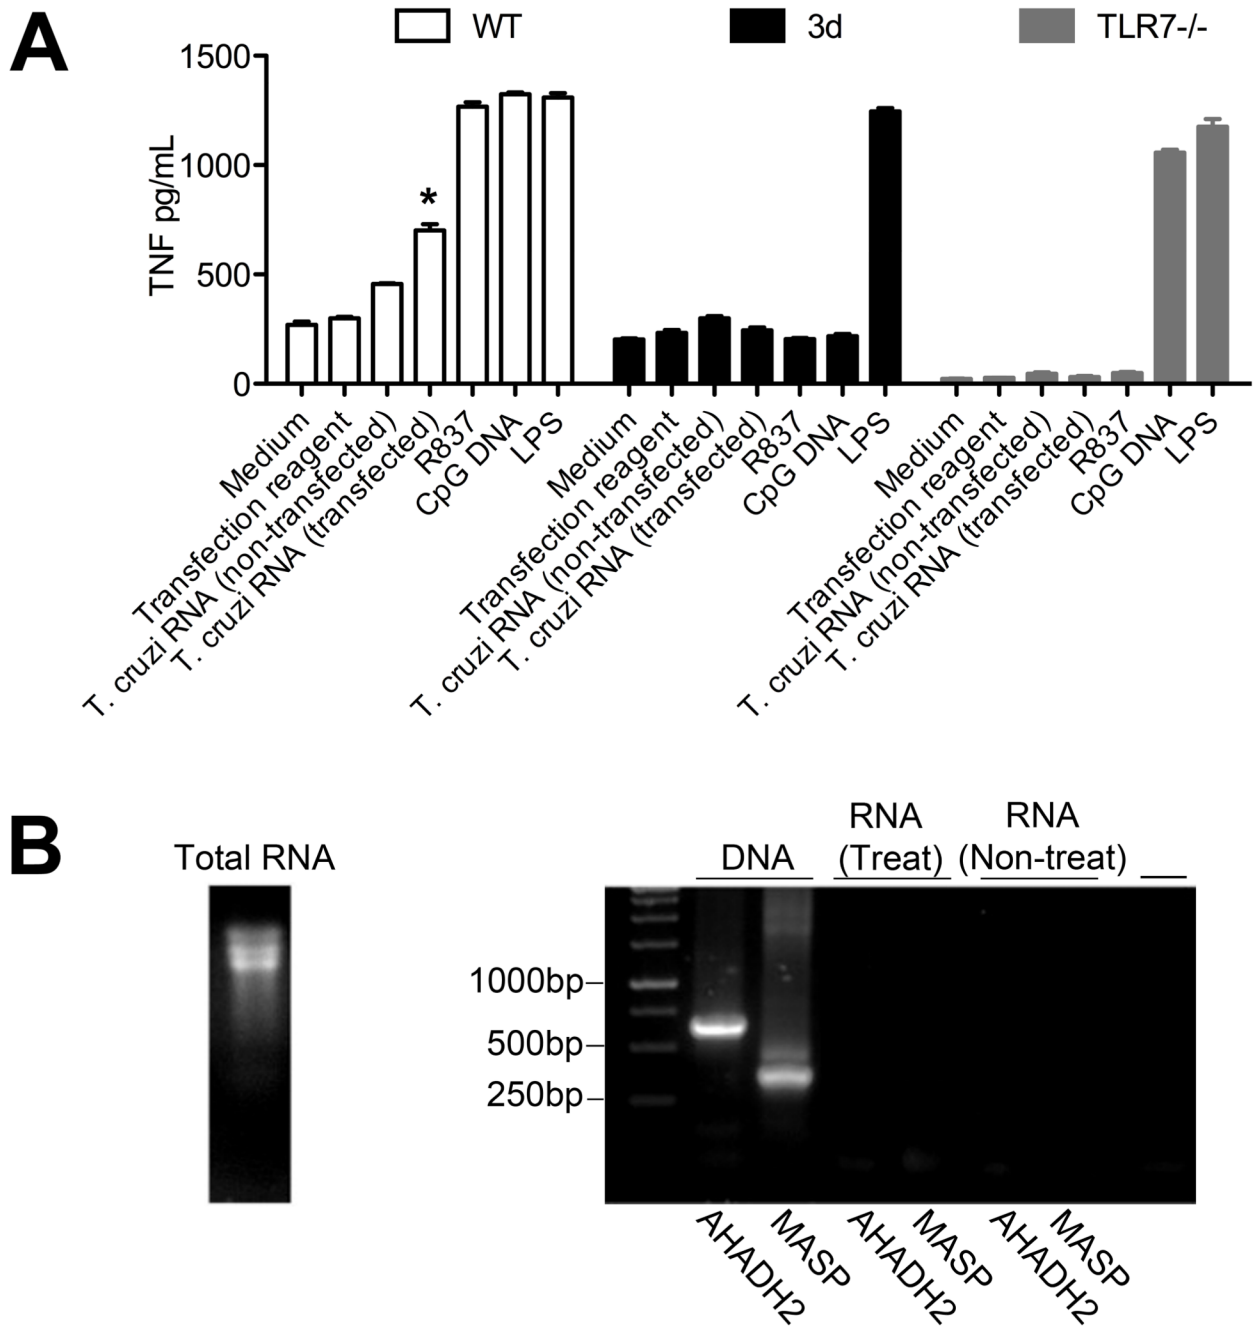 A
WT
3d
TLR7-/-
TNF pg/mL
1500
1000
500
0
Medium
Transfection reagent
T. cruzi RNA (non-transfected)
T. cruzi RNA (transfected)
R837
CpG DNA
LPS
Medium
Transfection reagent
T. cruzi RNA (non-transfected)
T. cruzi RNA (transfected)
R837
CpG DNA
LPS
Medium
Transfection reagent
T. cruzi RNA (non-transfected)
T. cruzi RNA (transfected)
R837
CpG DNA
LPS
*
B
Total RNA
DNA
RNA
(Treat)
RNA
(Non-treat)
1000bp
500bp
250bp
AHADH2
MASP
AHADH2
MASP
AHADH2
MASP